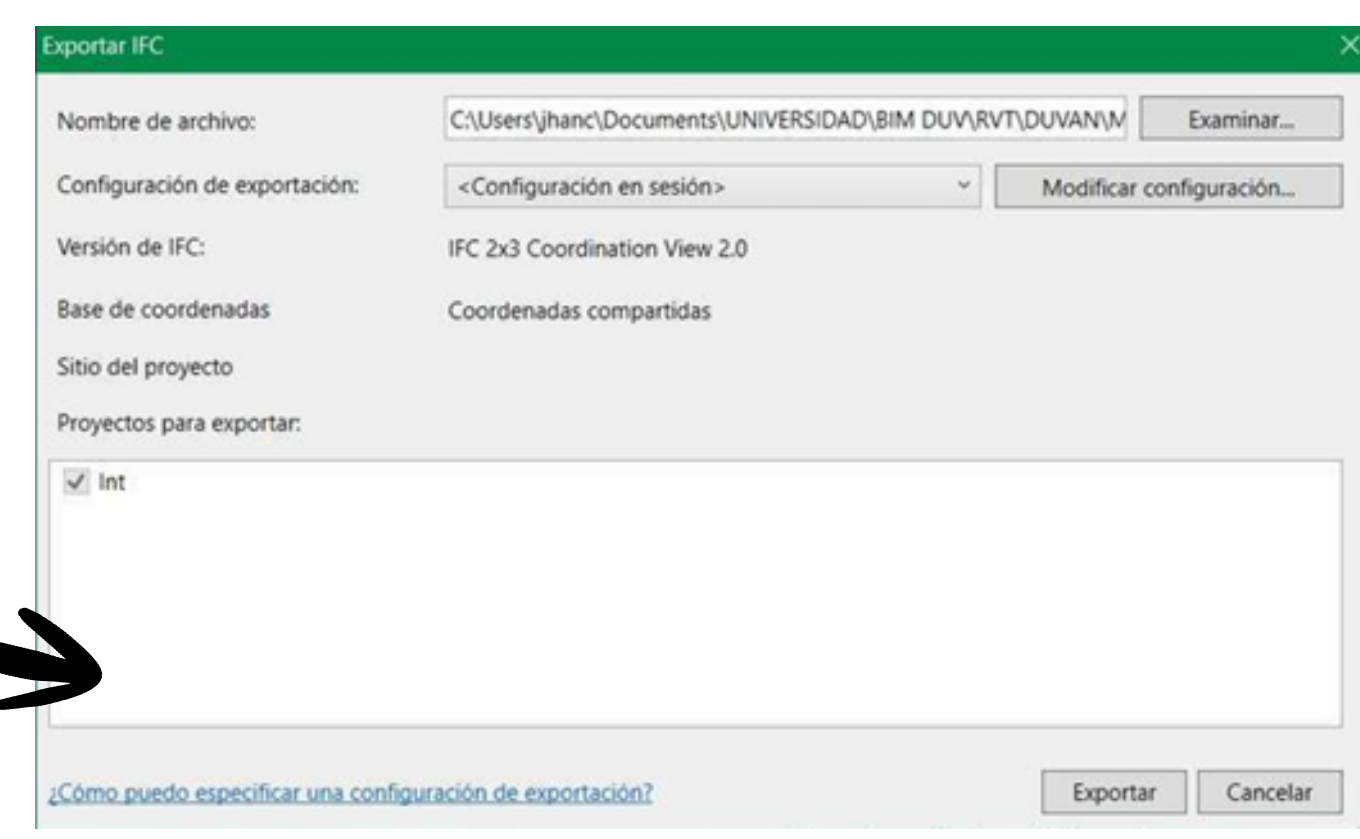 Exportar IFC
Nombre de archivo: C:\Users\jhanc\Documents\UNIVERSIDAD\BIM DUV\RVT\DUVAN\M Examinar...
Configuración de exportación: <Configuración en sesión> Modificar configuración...
Versión de IFC: IFC 2x3 Coordination View 2.0
Base de coordenadas Coordenadas compartidas
Sitio del proyecto
Proyectos para exportar:
Int
¿Cómo puedo especificar una configuración de exportación? Exportar Cancelar